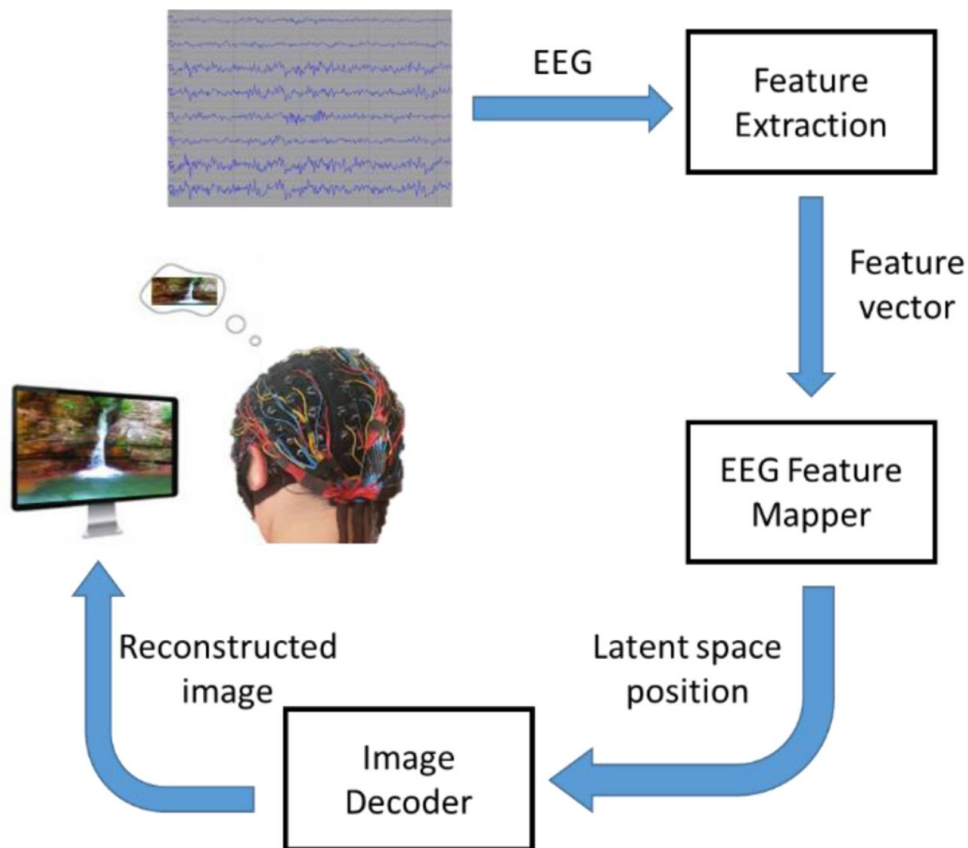 EEG
Feature
Extraction
Feature
vector
EEG Feature
Mapper
Latent space
position
Image
Decoder
Reconstructed
image